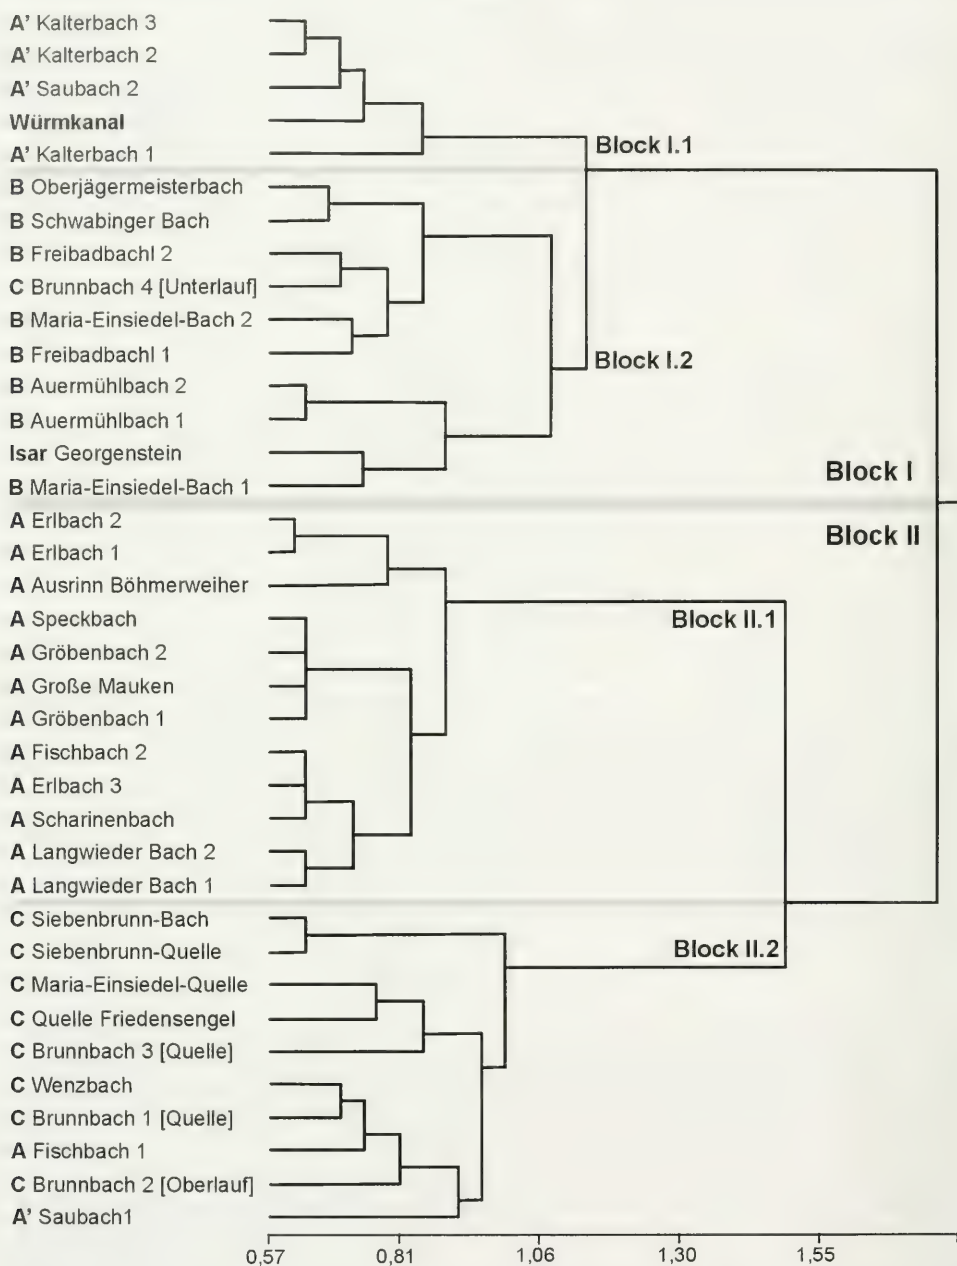 A' Kalterbach 3
A' Kalterbach 2
A' Saubach 2
Würmkanal
A' Kalterbach 1
Block I.1
B Oberjägermeisterbach
B Schwabinger Bach
B Freibadbachl 2
C Brunnbach 4 [Unterlauf]
B Maria-Einsiedel-Bach 2
B Freibadbachl 1
Block I.2
B Auermühlbach 2
B Auermühlbach 1
Isar Georgenstein
B Maria-Einsiedel-Bach 1
Block I
Block II
A Erlbach 2
A Erlbach 1
A Ausrinn Böhmerweiher
A Speckbach
Block II.1
A Gröbenbach 2
A Große Mauken
A Gröbenbach 1
A Fischbach 2
A Erlbach 3
A Scharinenbach
A Langwieder Bach 2
A Langwieder Bach 1
C Siebenbrunn-Bach
C Siebenbrunn-Quelle
Block II.2
C Maria-Einsiedel-Quelle
C Quelle Friedensengel
C Brunnbach 3 [Quelle]
C Wenzbach
C Brunnbach 1 [Quelle]
A Fischbach 1
C Brunnbach 2 [Oberlauf]
A' Saubach1
0,57 0,81 1,06 1,30 1,55